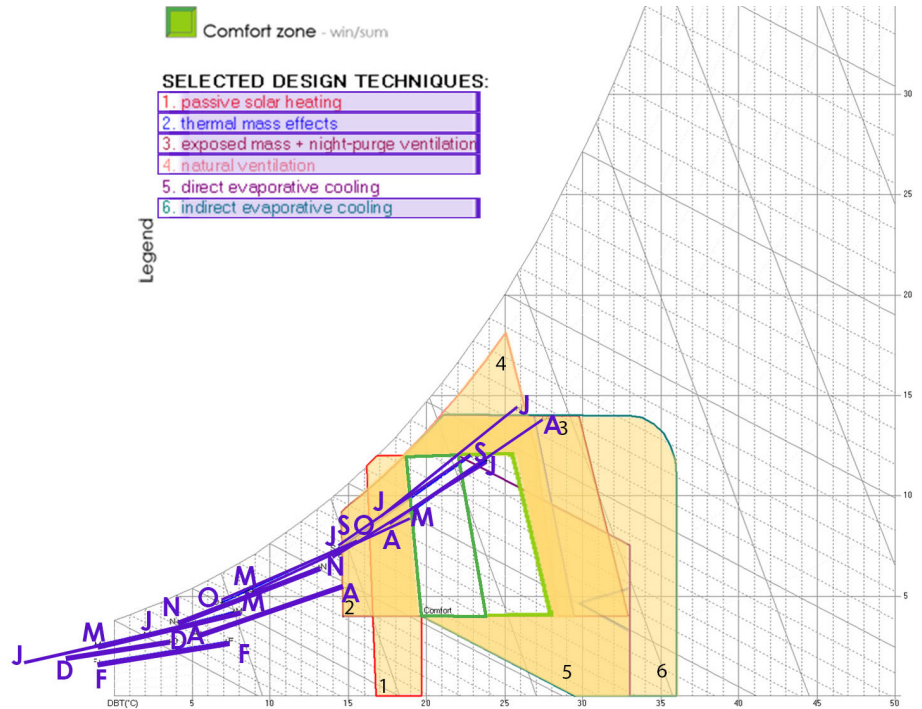 Comfort zone - win/sum
SELECTED DESIGN TECHNIQUES:
1. passive solar heating
2. thermal mass effects
3. exposed mass + night-purge ventilation
4. natural ventilation
5. direct evaporative cooling
6. indirect evaporative cooling
Legend
30
25
20
15
10
5
4
J
A 3
S
J
J
M
S O
J
A
N
M
A
O
M
N
J
D A
M
J
D
F
F
2
Comfort
1
5
6
DBT(°C)
5
10
15
20
25
30
35
40
45
50